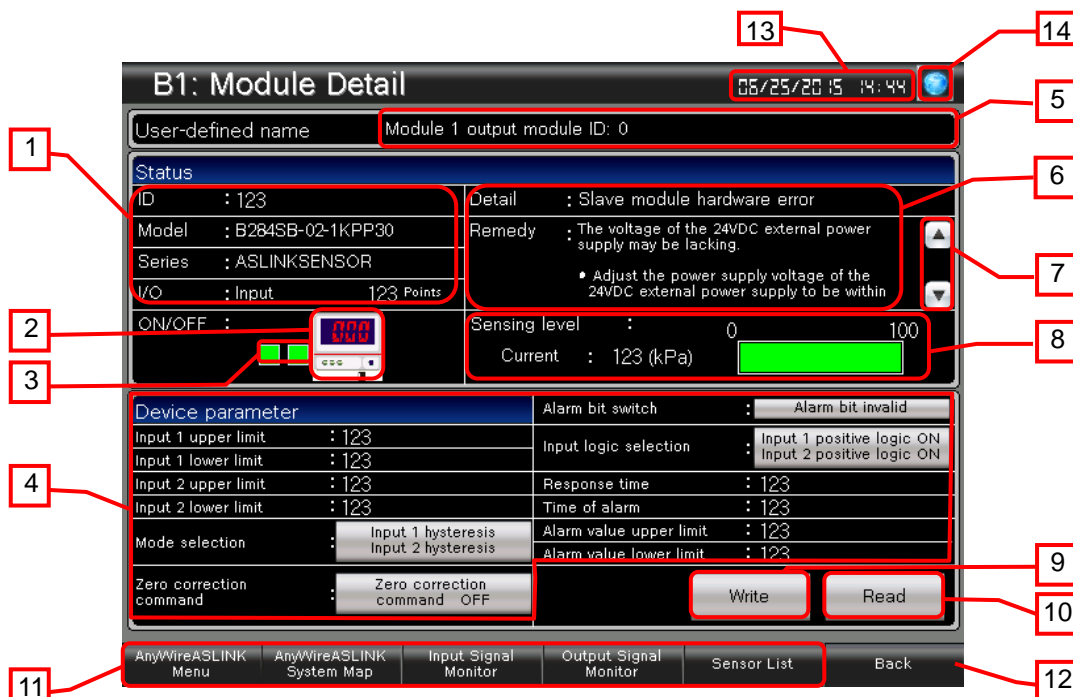 13
14
B1: Module Detail
06/25/2015 14:44
5
User-defined name
Module 1 output module ID: 0
1
Status
6
ID : 123
Detail : Slave module hardware error
Model : B284SB-02-1KPP30
Remedy : The voltage of the 24VDC external power
supply may be lacking.
Series : ASLINKSENSOR
• Adjust the power supply voltage of the
24VDC external power supply to be within
7
I/O : Input 123 Points
2
ON/OFF :
000
Sensing level : 0 100
8
Current : 123 (kPa)
3
Device parameter
Alarm bit switch : Alarm bit invalid
Input 1 upper limit : 123
Input logic selection : Input 1 positive logic ON
Input 2 positive logic ON
Input 1 lower limit : 123
4
Input 2 upper limit : 123
Response time : 123
Input 2 lower limit : 123
Time of alarm : 123
Mode selection : Input 1 hysteresis
Input 2 hysteresis
Alarm value upper limit : 123
Alarm value lower limit : 123
9
Zero correction
command : Zero correction
command OFF
Write
Read
10
11
AnyWireASLINK
Menu
AnyWireASLINK
System Map
Input Signal
Monitor
Output Signal
Monitor
Sensor List
Back
12